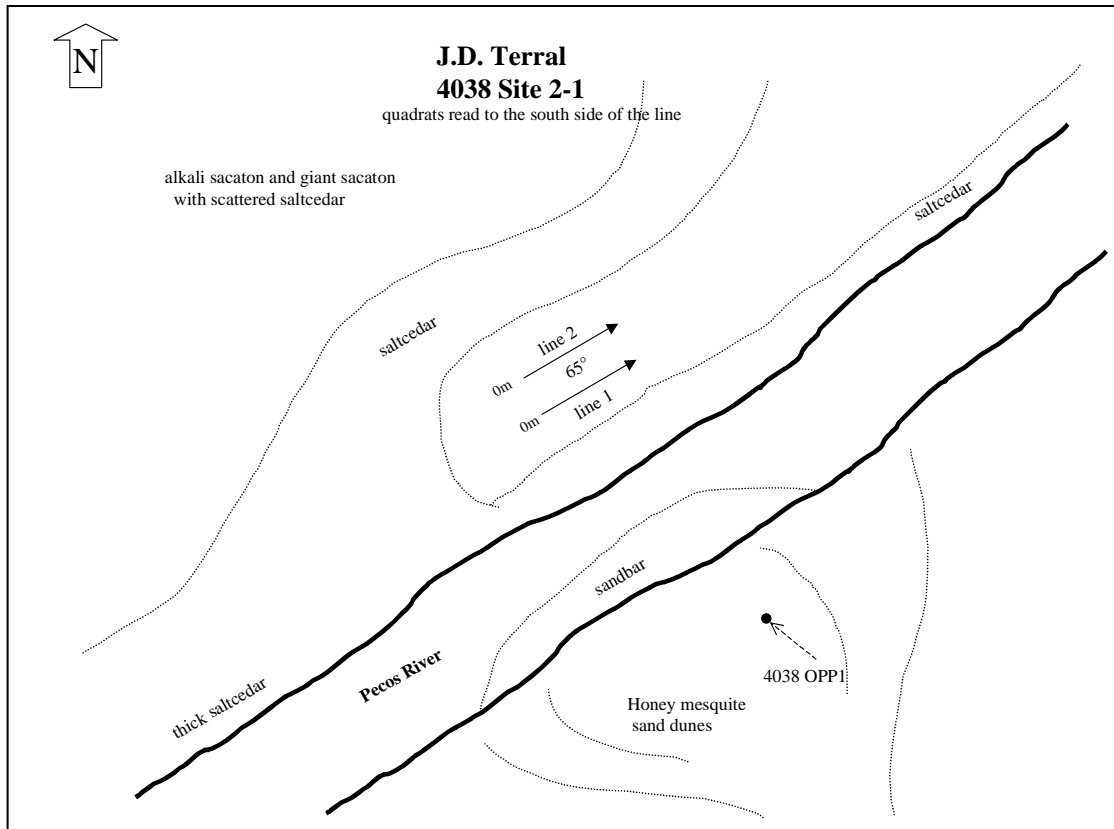 N
J.D. Terral
4038 Site 2-1
quadrats read to the south side of the line
alkali sacaton and giant sacaton
with scattered saltcedar
saltcedar
saltcedar
line 2
0m
65°
0m
line 1
sandbar
Pecos River
thick saltcedar
4038 OPP1
Honey mesquite
sand dunes